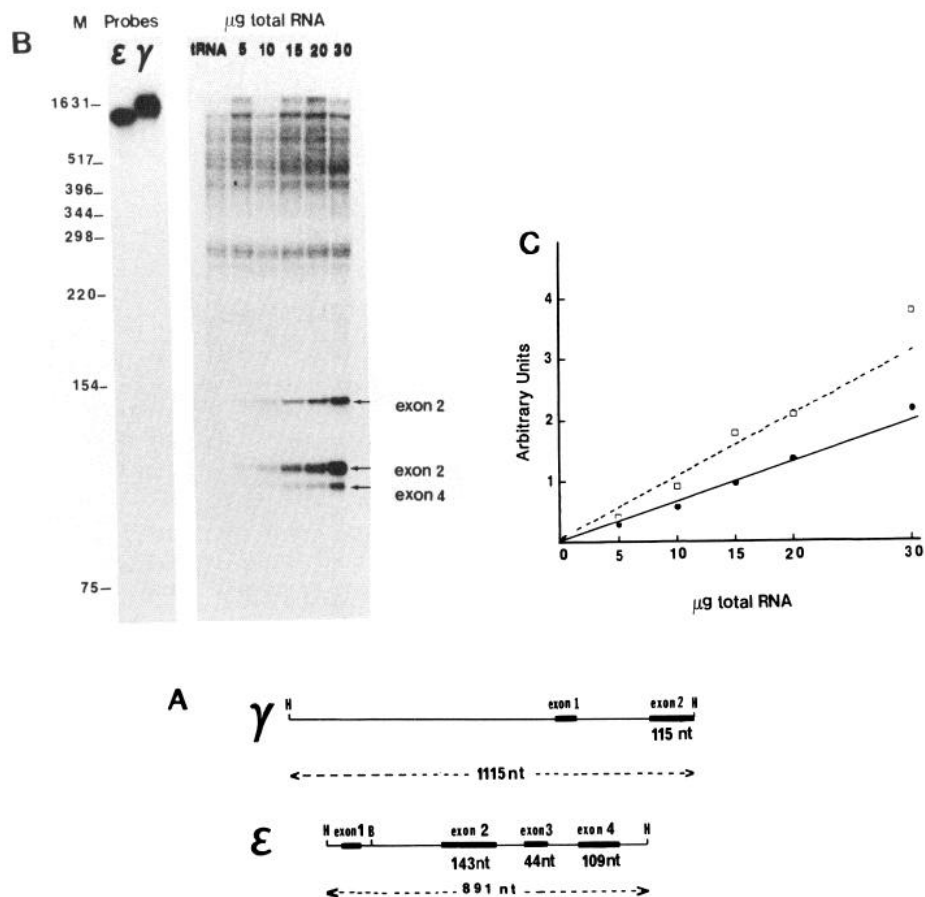 B
M Probes
ε γ
μg total RNA
tRNA 5 10 15 20 30
1631
517
396
344
298
220
154
75
exon 2
exon 2
exon 4
C
Arbitrary Units
4
3
2
1
0 5 10 15 20 30
μg total RNA
A
γ
H exon 1 exon 2 H
115 nt
1115 nt
ε
H exon1 B exon 2 exon3 exon 4 H
143nt 44nt 109nt
891 nt